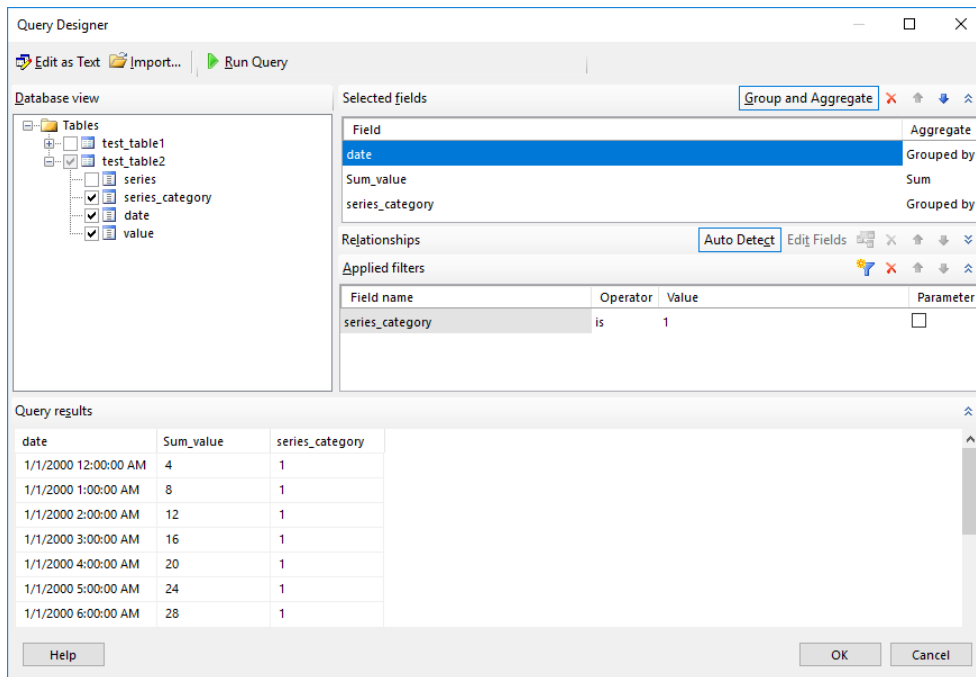 Query Designer
Edit as Text Import... Run Query
Database view
Tables
test_table1
test_table2
series
series_category
date
value
Selected fields Group and Aggregate
Field Aggregate
date Grouped by
Sum_value Sum
series_category Grouped by
Relationships Auto Detect Edit Fields
Applied filters
Field name Operator Value Parameter
series_category is 1
Query results
date Sum_value series_category
1/1/2000 12:00:00 AM 4 1
1/1/2000 1:00:00 AM 8 1
1/1/2000 2:00:00 AM 12 1
1/1/2000 3:00:00 AM 16 1
1/1/2000 4:00:00 AM 20 1
1/1/2000 5:00:00 AM 24 1
1/1/2000 6:00:00 AM 28 1
Help OK Cancel